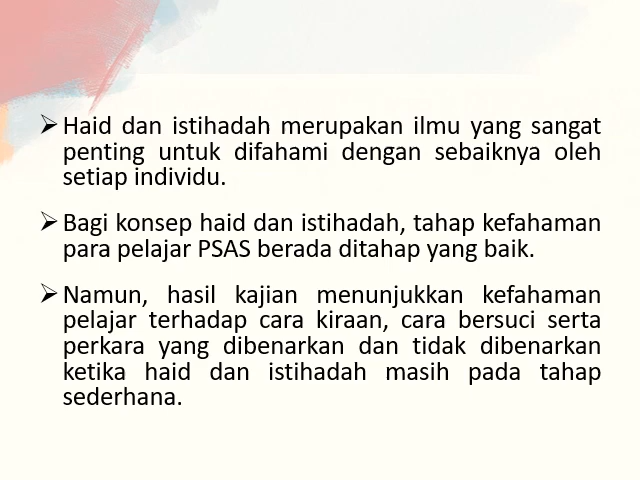 Haid dan istihadah merupakan ilmu yang sangat
penting untuk difahami dengan sebaiknya oleh
setiap individu.
Bagi konsep haid dan istihadah, tahap kefahaman
para pelajar PSAS berada ditahap yang baik.
Namun, hasil kajian menunjukkan kefahaman
pelajar terhadap cara kiraan, cara bersuci serta
perkara yang dibenarkan dan tidak dibenarkan
ketika haid dan istihadah masih pada tahap
sederhana.